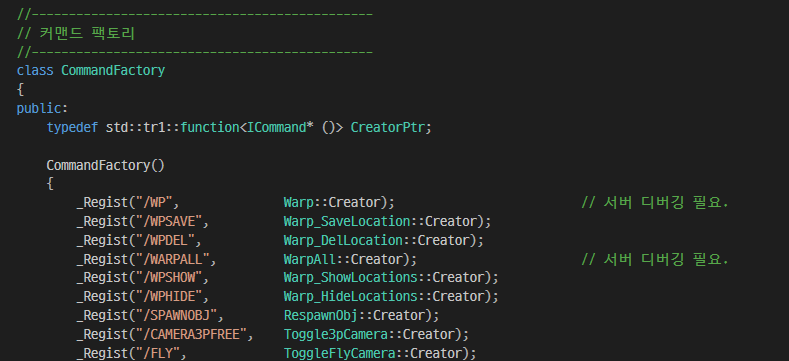 //----------------------------------------------
// 커맨드 팩토리
//----------------------------------------------
class CommandFactory
{
public:
    typedef std::tr1::function<ICommand* ()> CreatorPtr;
    CommandFactory()
    {
        _Regist("/WP",              Warp::Creator);                         // 서버 디버깅 필요.
        _Regist("/WPSAVE",          Warp_SaveLocation::Creator);
        _Regist("/WPDEL",           Warp_DelLocation::Creator);
        _Regist("/WARPALL",         WarpAll::Creator);                      // 서버 디버깅 필요.
        _Regist("/WPSHOW",          Warp_ShowLocations::Creator);
        _Regist("/WPHIDE",          Warp_HideLocations::Creator);
        _Regist("/SPAWNOBJ",        RespawnObj::Creator);
        _Regist("/CAMERA3PFREE",    Toggle3pCamera::Creator);
        _Regist("/FLY",             ToggleFlyCamera::Creator);